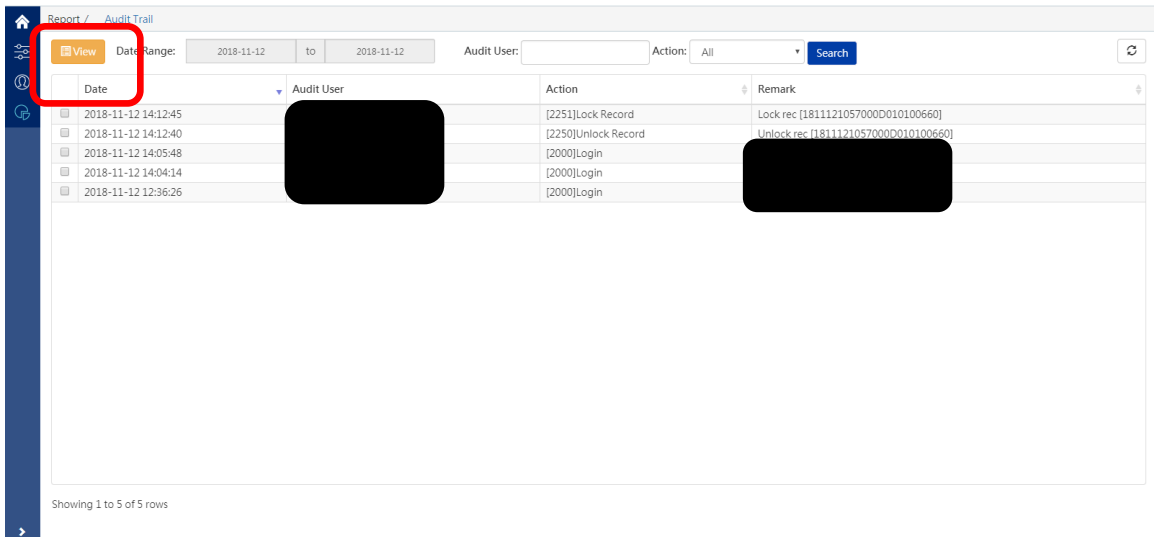 Report / Audit Trail
View Date Range: 2018-11-12 to 2018-11-12 Audit User: Action: All Search
Date Audit User Action Remark
2018-11-12 14:12:45 [2251]Lock Record Lock rec [1811121057000D010100660]
2018-11-12 14:12:40 [2250]Unlock Record Unlock rec [1811121057000D010100660]
2018-11-12 14:05:48 [2000]Login
2018-11-12 14:04:14 [2000]Login
2018-11-12 12:36:26 [2000]Login
Showing 1 to 5 of 5 rows